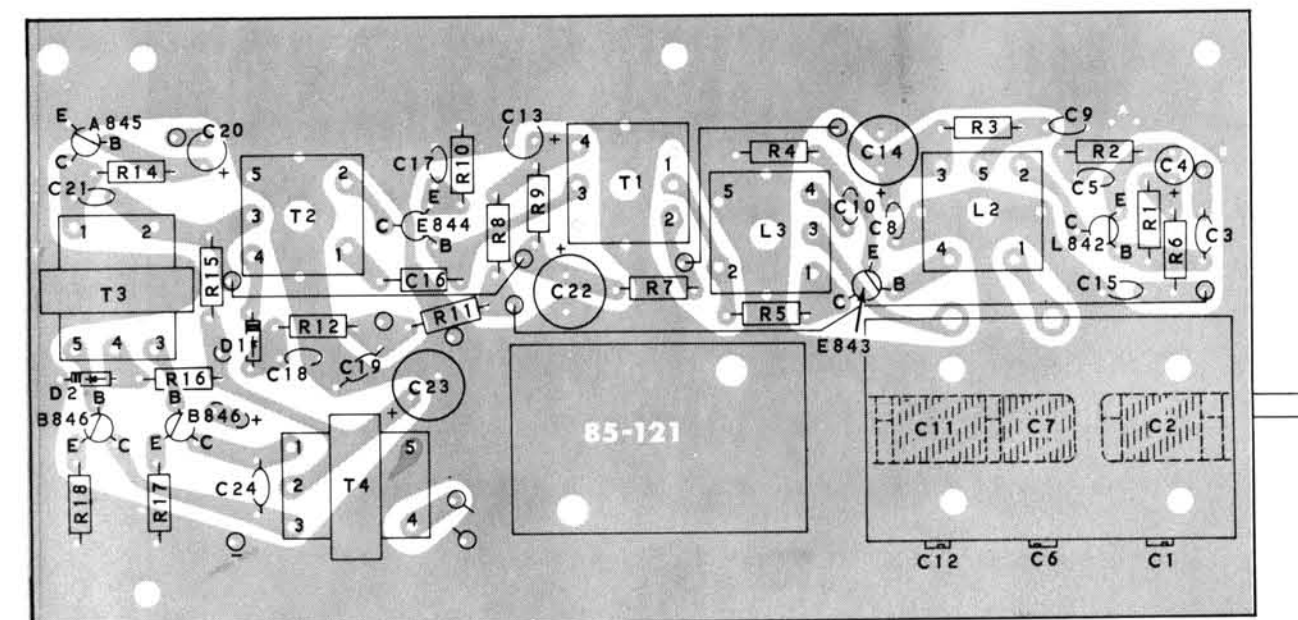 E A845 B C
C20
+
R14
C21
1 2
T3
5 4 3
R15
5 2
T2
3
4 1
C17
R10
C13
+
E
C E844
B
C16
R8
R9
4
T1
1
3
2
+
C22
R7
R4
5 4
L3 3
2 1
R5
C14
+
C10
C8
E
C B
E843
R3
C9
3 5 2
L2
4 1
R2
C4
+
C5
E
C
L842 B
R1
R6
C3
C15
D1
R12
R11
C18
C19
C23
+
D2
R16
B
B846
E C
B
B846
+
E C
R18
R17
C24
1
2
3
T4
5
4
85-121
C11
C7
C2
C12
C6
C1